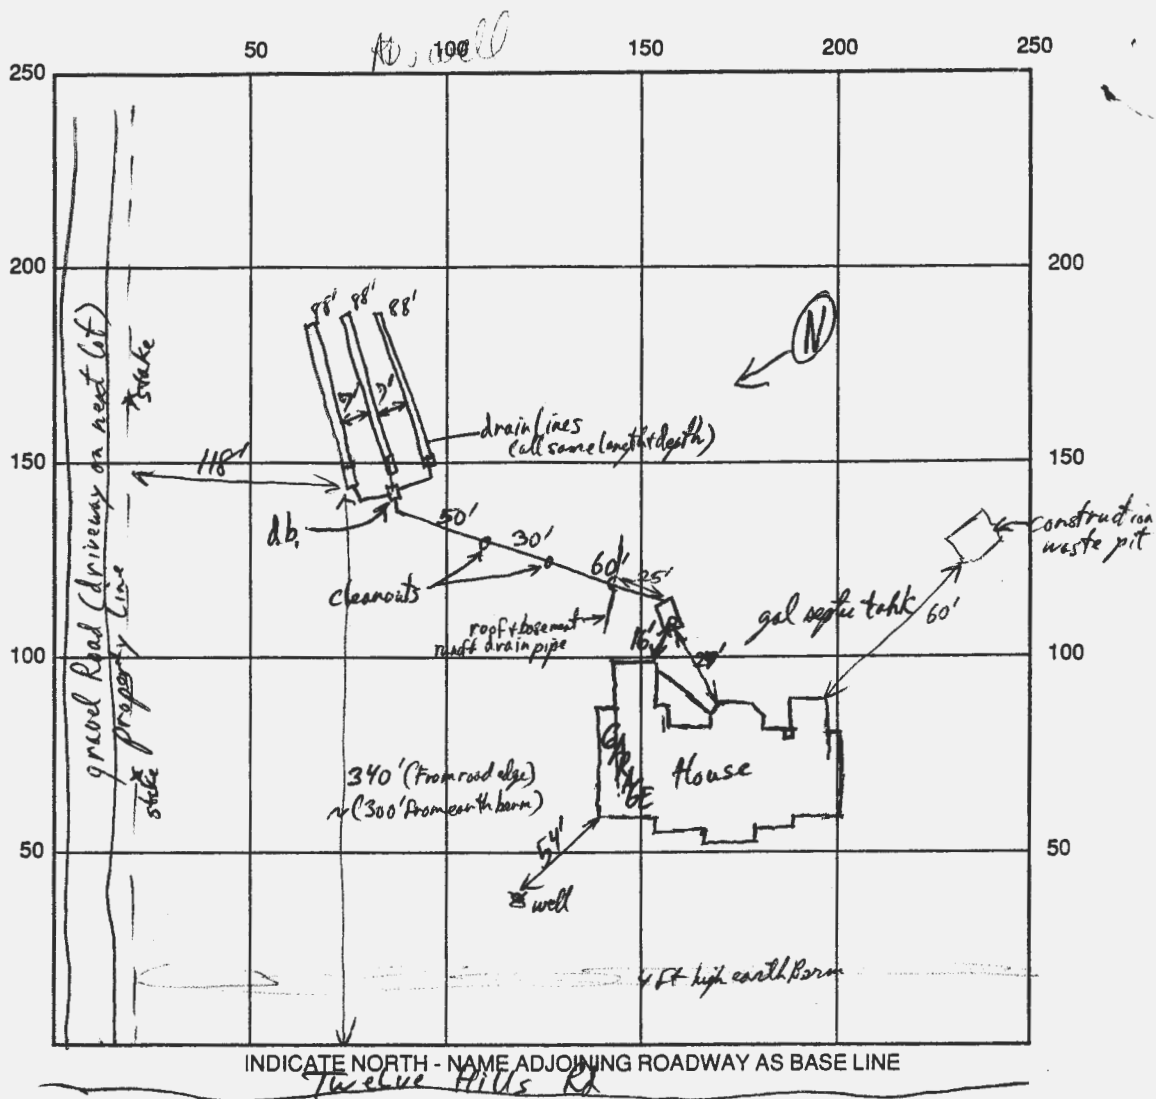 50 100 150 200 250
well
250
200 200
N
88' 88' 88'
7' 7'
drain lines
(all same length+depth)
150 150
118'
d.b.
50'
30'
60'
25'
cleanouts
construction
waste pit
60'
gal septic tank
roof+basement
runoff drain pipe
16'
100 100
gravel Road (driveway on next lot)
property line
stake
stake
GARAGE
House
340' (from road edge)
~(300' from earth berm)
54'
50 50
well
4 ft high earth Berm
INDICATE NORTH - NAME ADJOINING ROADWAY AS BASE LINE
Twelve Hills Rd